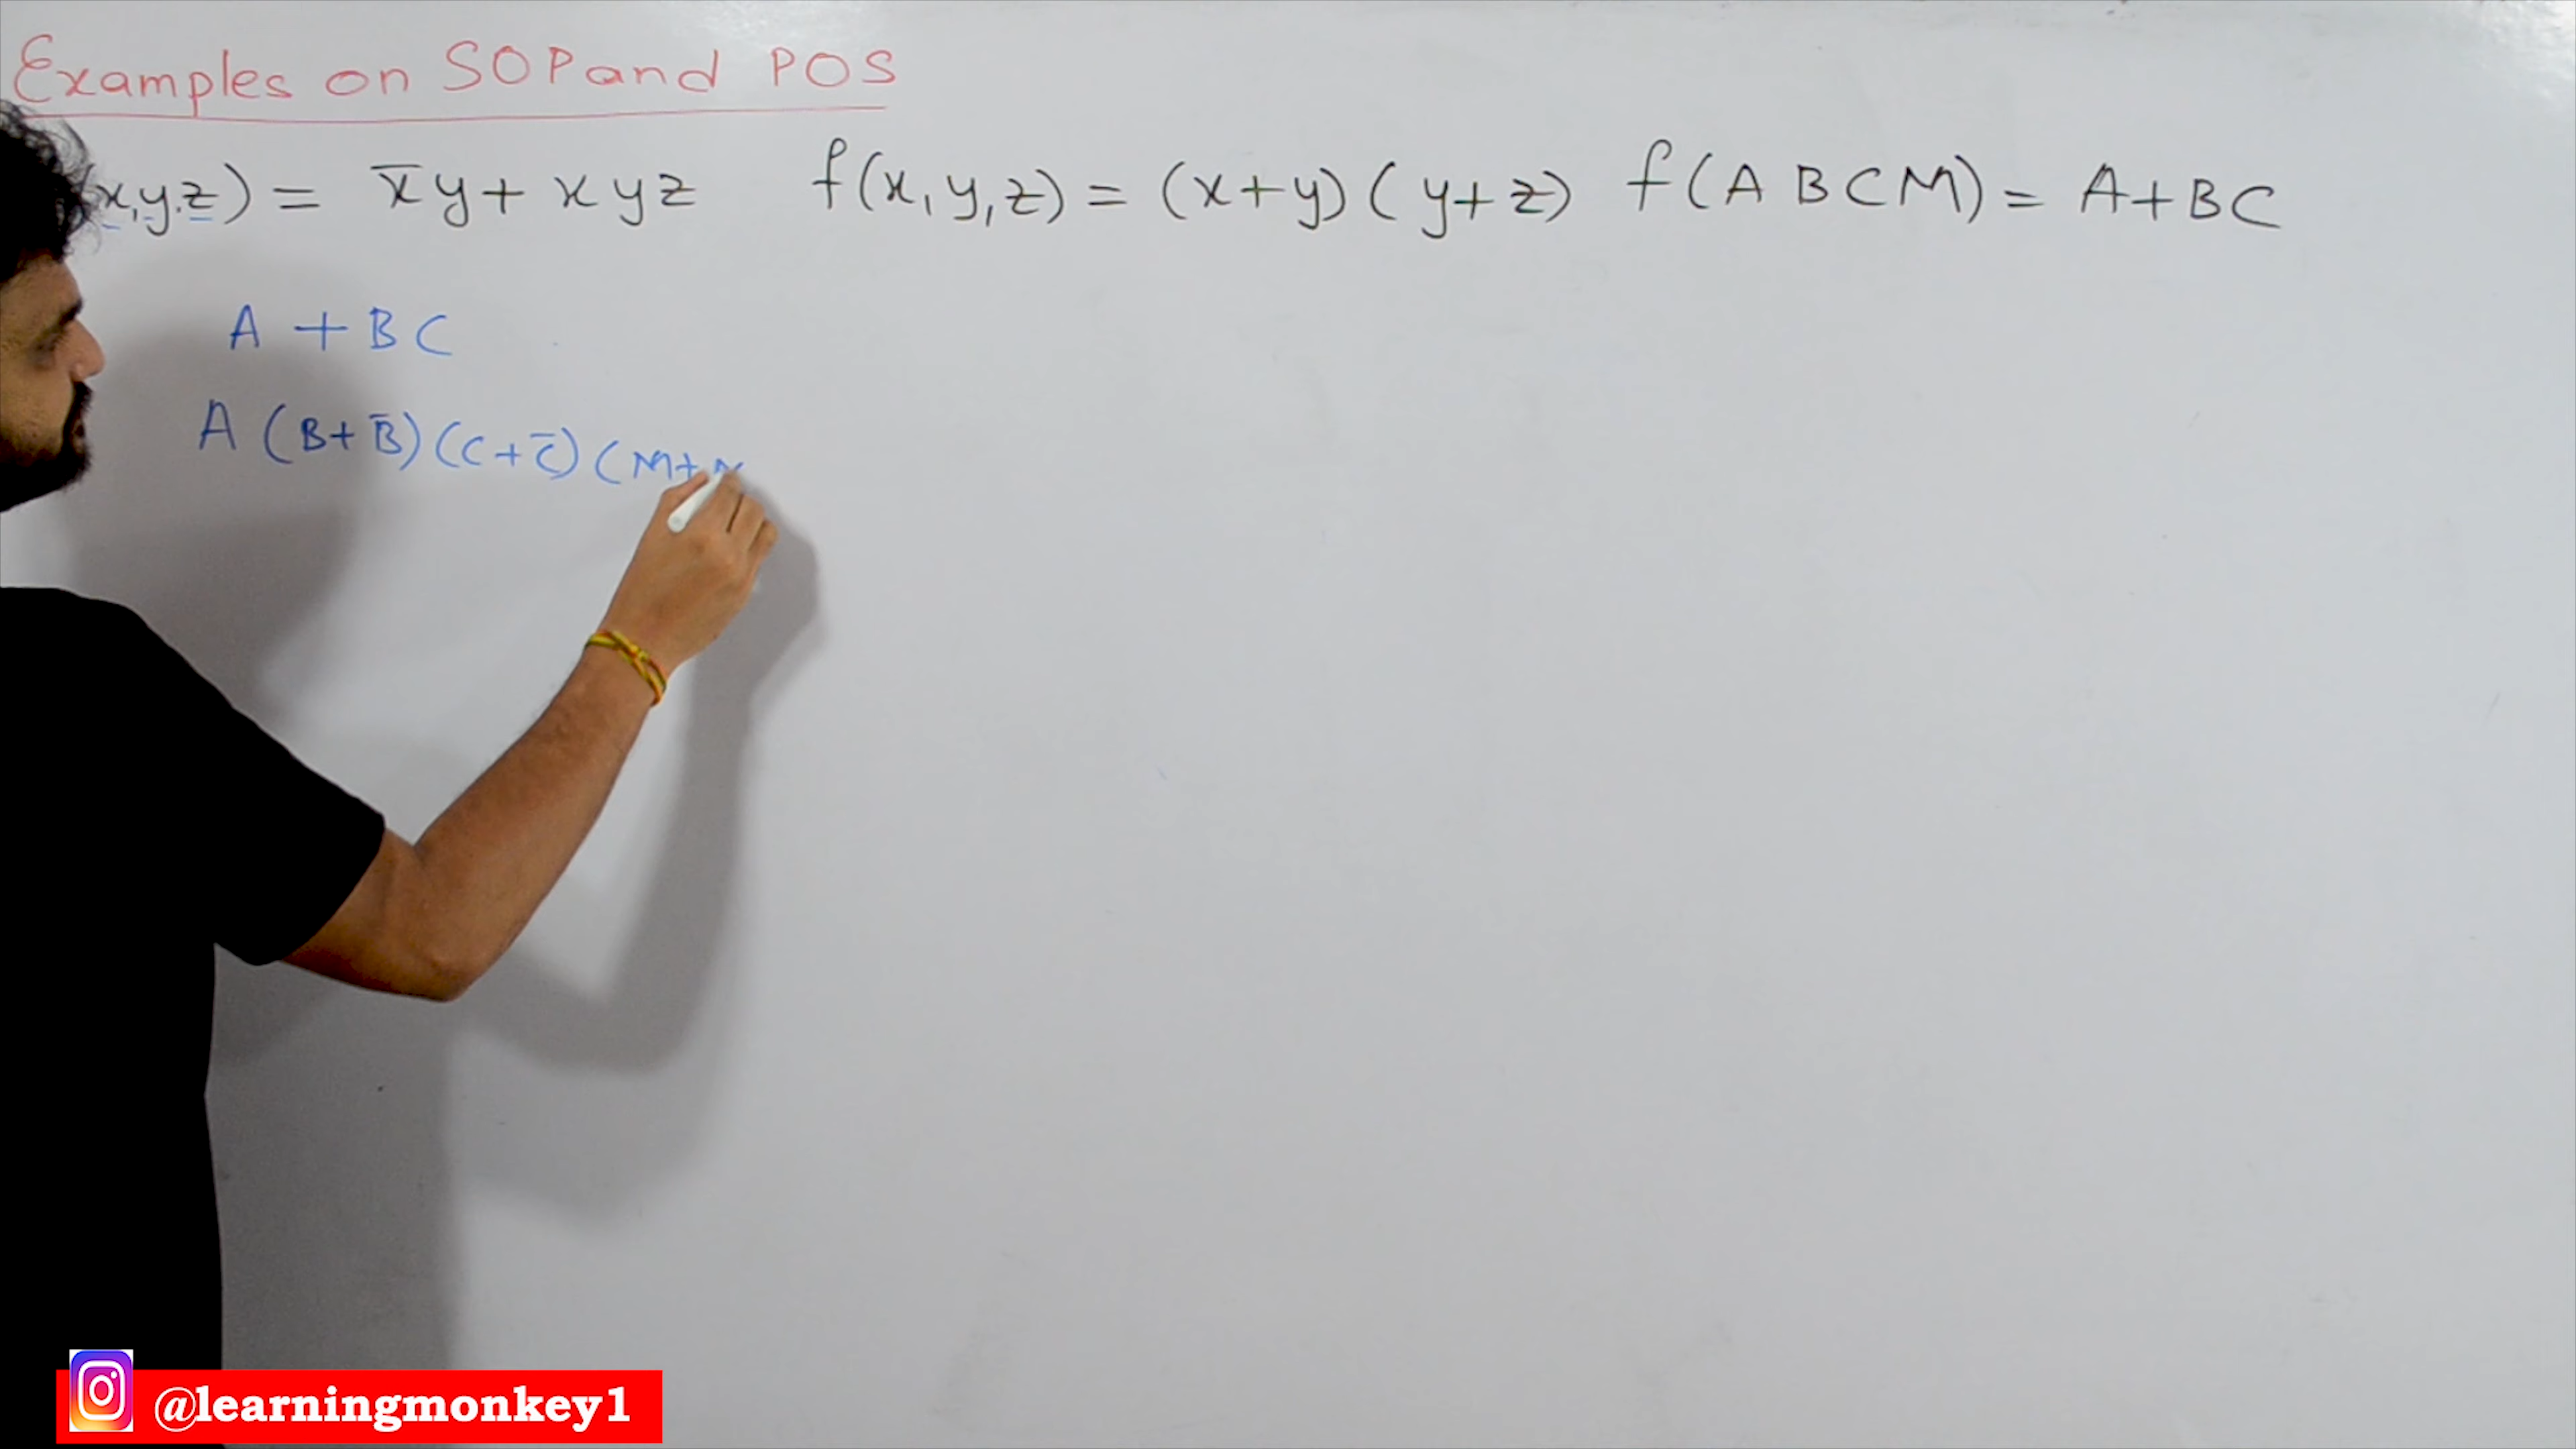 Examples on SOP and POS
(x,y.z) = x̅y + xyz f(x,y,z) = (x+y)(y+z) f(A B C M) = A+BC
A + BC
A (B+B̅)(C+C̅)(M+
@learningmonkey1